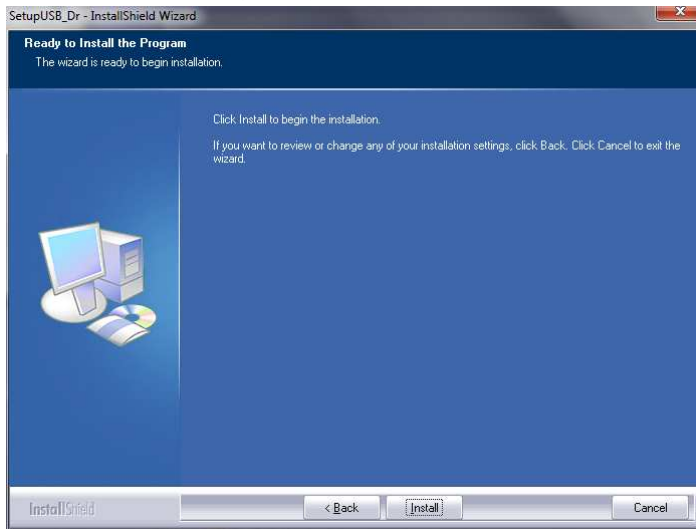 SetupUSB_Dr - InstallShield Wizard
Ready to Install the Program
The wizard is ready to begin installation.
Click Install to begin the installation.
If you want to review or change any of your installation settings, click Back. Click Cancel to exit the
wizard.
InstallShield
< Back Install Cancel